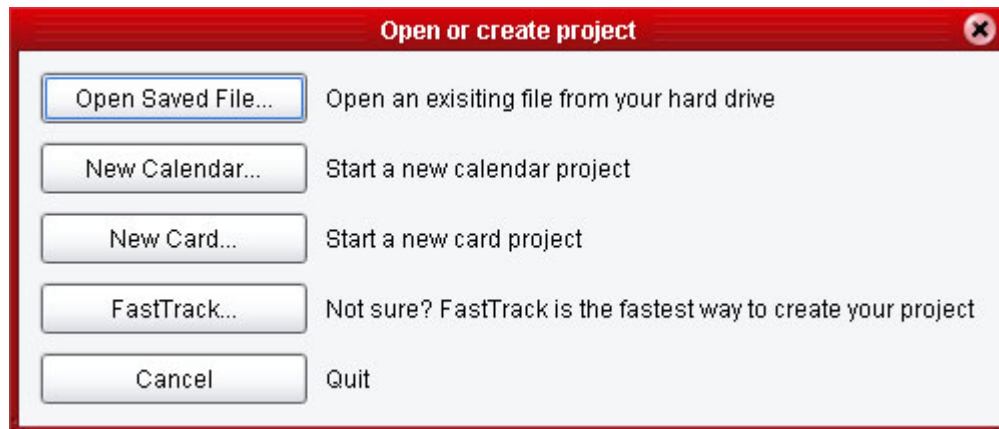 Open or create project
Open Saved File... Open an exisiting file from your hard drive
New Calendar... Start a new calendar project
New Card... Start a new card project
FastTrack... Not sure? FastTrack is the fastest way to create your project
Cancel Quit